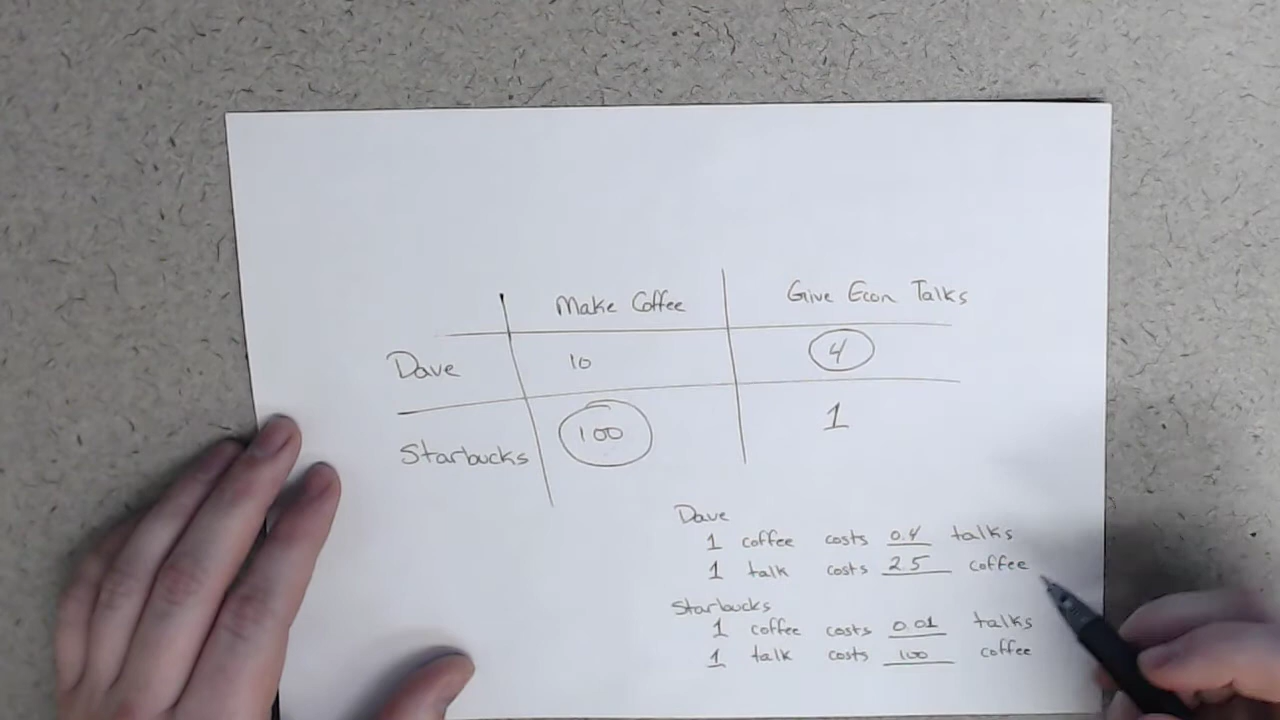 Make Coffee Give Econ Talks
Dave 10 4
Starbucks 100 1
Dave
1 coffee costs 0.4 talks
1 talk costs 2.5 coffee
Starbucks
1 coffee costs 0.01 talks
1 talk costs 100 coffee